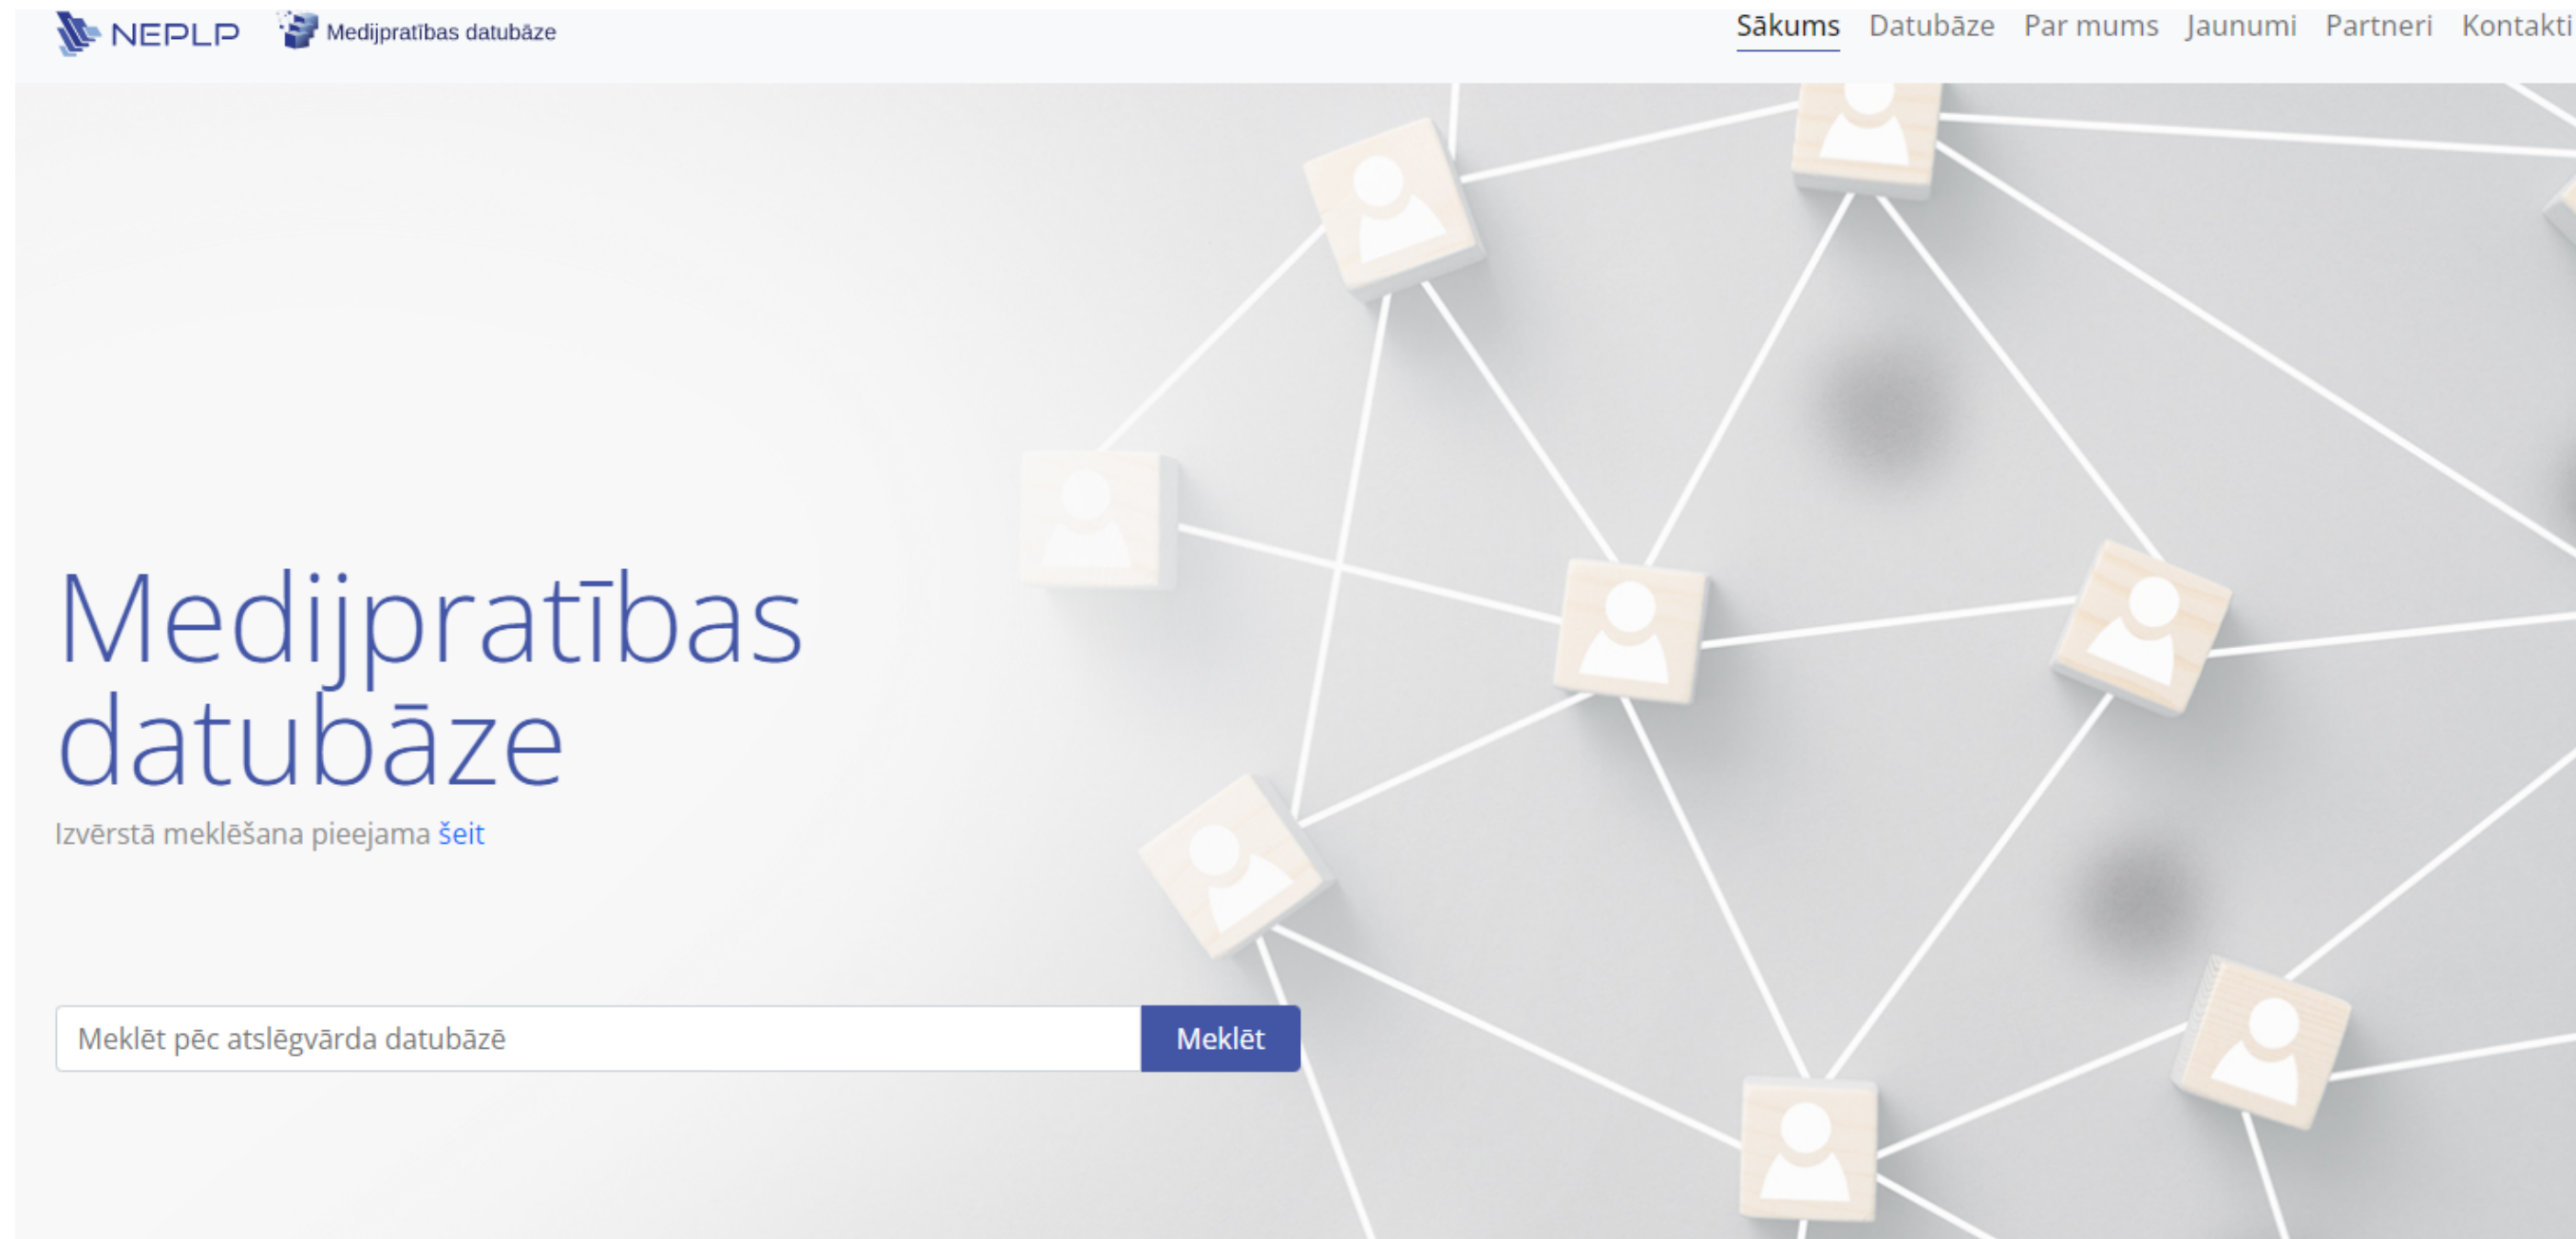 NEPLP Medijpratības datubāze
Sākums Datubāze Par mums Jaunumi Partneri Kontakti
Medijpratības
datubāze
Izvērstā meklēšana pieejama šeit
Meklēt pēc atslēgvārda datubāzē Meklēt